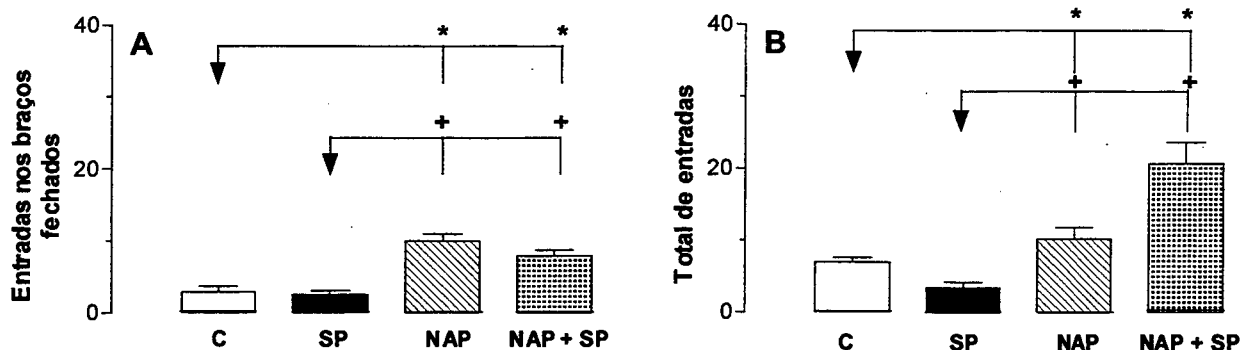 A
Entradas nos braços
fechados
40
20
0
*
*
+
+
C
SP
NAP
NAP + SP
B
Total de entradas
40
20
0
*
*
+
+
C
SP
NAP
NAP + SP